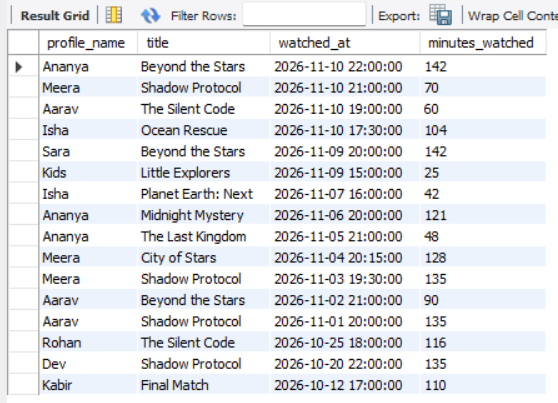 Result Grid Filter Rows: Export: Wrap Cell Conte
profile_name title watched_at minutes_watched
Ananya Beyond the Stars 2026-11-10 22:00:00 142
Meera Shadow Protocol 2026-11-10 21:00:00 70
Aarav The Silent Code 2026-11-10 19:00:00 60
Isha Ocean Rescue 2026-11-10 17:30:00 104
Sara Beyond the Stars 2026-11-09 20:00:00 142
Kids Little Explorers 2026-11-09 15:00:00 25
Isha Planet Earth: Next 2026-11-07 16:00:00 42
Ananya Midnight Mystery 2026-11-06 20:00:00 121
Ananya The Last Kingdom 2026-11-05 21:00:00 48
Meera City of Stars 2026-11-04 20:15:00 128
Meera Shadow Protocol 2026-11-03 19:30:00 135
Aarav Beyond the Stars 2026-11-02 21:00:00 90
Aarav Shadow Protocol 2026-11-01 20:00:00 135
Rohan The Silent Code 2026-10-25 18:00:00 116
Dev Shadow Protocol 2026-10-20 22:00:00 135
Kabir Final Match 2026-10-12 17:00:00 110